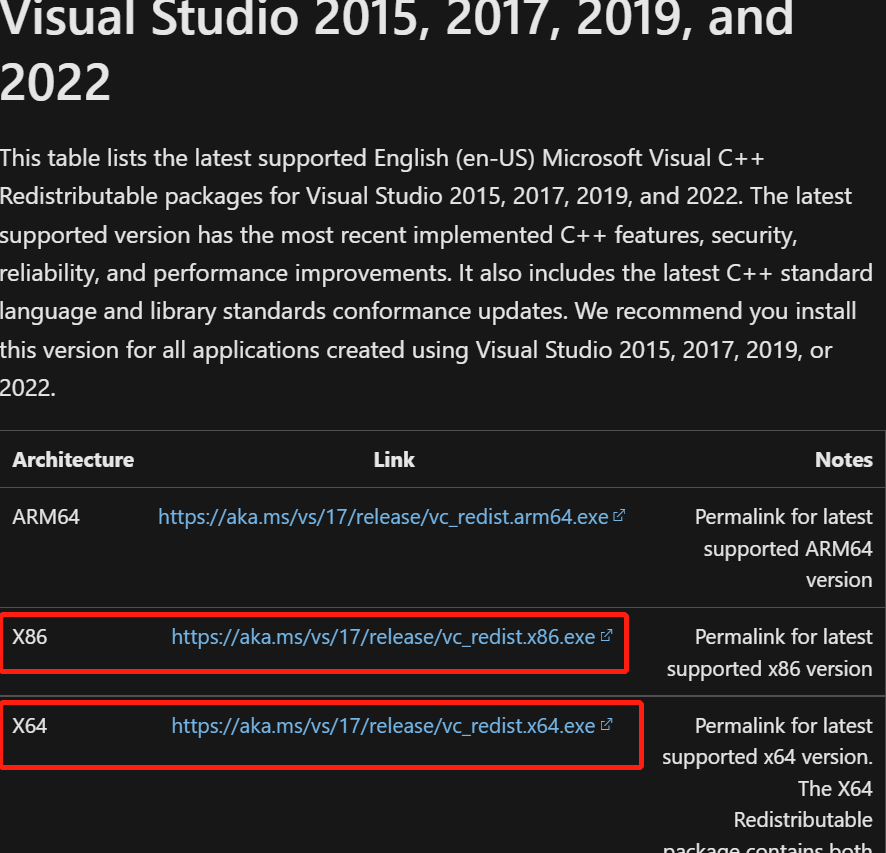 Visual Studio 2015, 2017, 2019, and
2022
This table lists the latest supported English (en-US) Microsoft Visual C++
Redistributable packages for Visual Studio 2015, 2017, 2019, and 2022. The latest
supported version has the most recent implemented C++ features, security,
reliability, and performance improvements. It also includes the latest C++ standard
language and library standards conformance updates. We recommend you install
this version for all applications created using Visual Studio 2015, 2017, 2019, or
2022.
Architecture Link Notes
ARM64 https://aka.ms/vs/17/release/vc_redist.arm64.exe Permalink for latest
supported ARM64
version
X86 https://aka.ms/vs/17/release/vc_redist.x86.exe Permalink for latest
supported x86 version
X64 https://aka.ms/vs/17/release/vc_redist.x64.exe Permalink for latest
supported x64 version.
The X64
Redistributable
package contains both